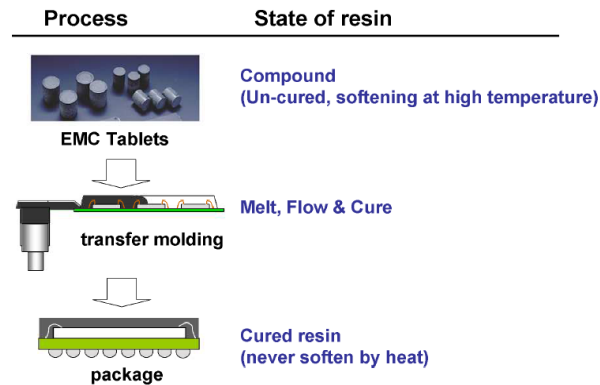 Process
State of resin
Compound
(Un-cured, softening at high temperature)
EMC Tablets
Melt, Flow & Cure
transfer molding
Cured resin
(never soften by heat)
package